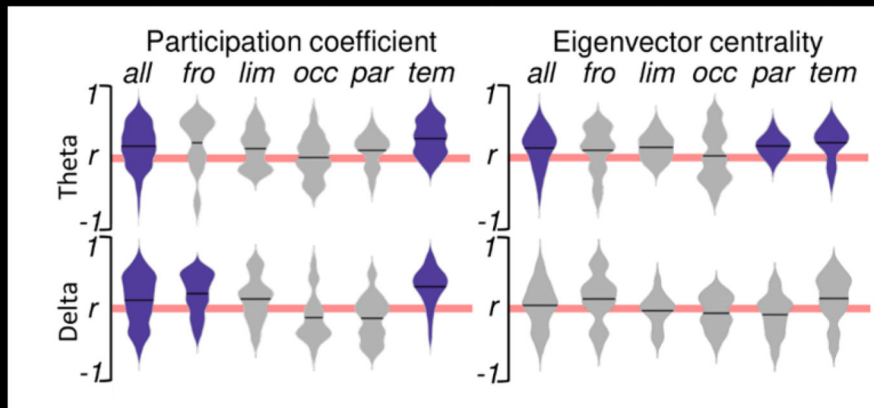 Participation coefficient
all fro lim occ par tem
Eigenvector centrality
all fro lim occ par tem
Theta
1
r
-1
1
r
-1
Delta
1
r
-1
1
r
-1